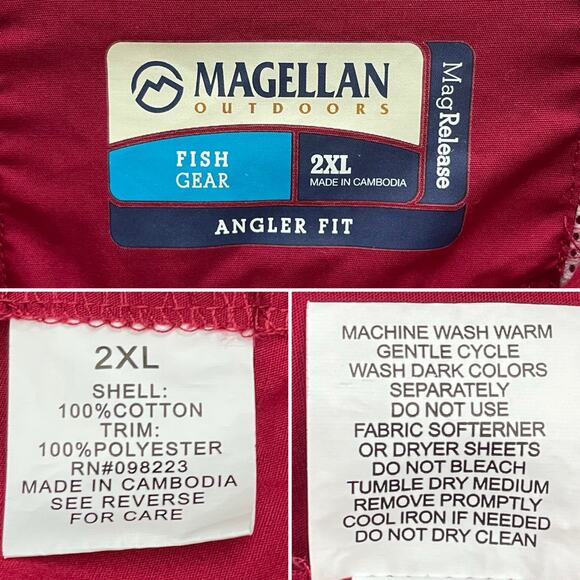 MAGELLAN
OUTDOORS
FISH
GEAR
2XL
MADE IN CAMBODIA
MagRelease
ANGLER FIT
2XL
SHELL:
100%COTTON
TRIM:
100%POLYESTER
RN#098223
MADE IN CAMBODIA
SEE REVERSE
FOR CARE
MACHINE WASH WARM
GENTLE CYCLE
WASH DARK COLORS
SEPARATELY
DO NOT USE
FABRIC SOFTERNER
OR DRYER SHEETS
DO NOT BLEACH
TUMBLE DRY MEDIUM
REMOVE PROMPTLY
COOL IRON IF NEEDED
DO NOT DRY CLEAN